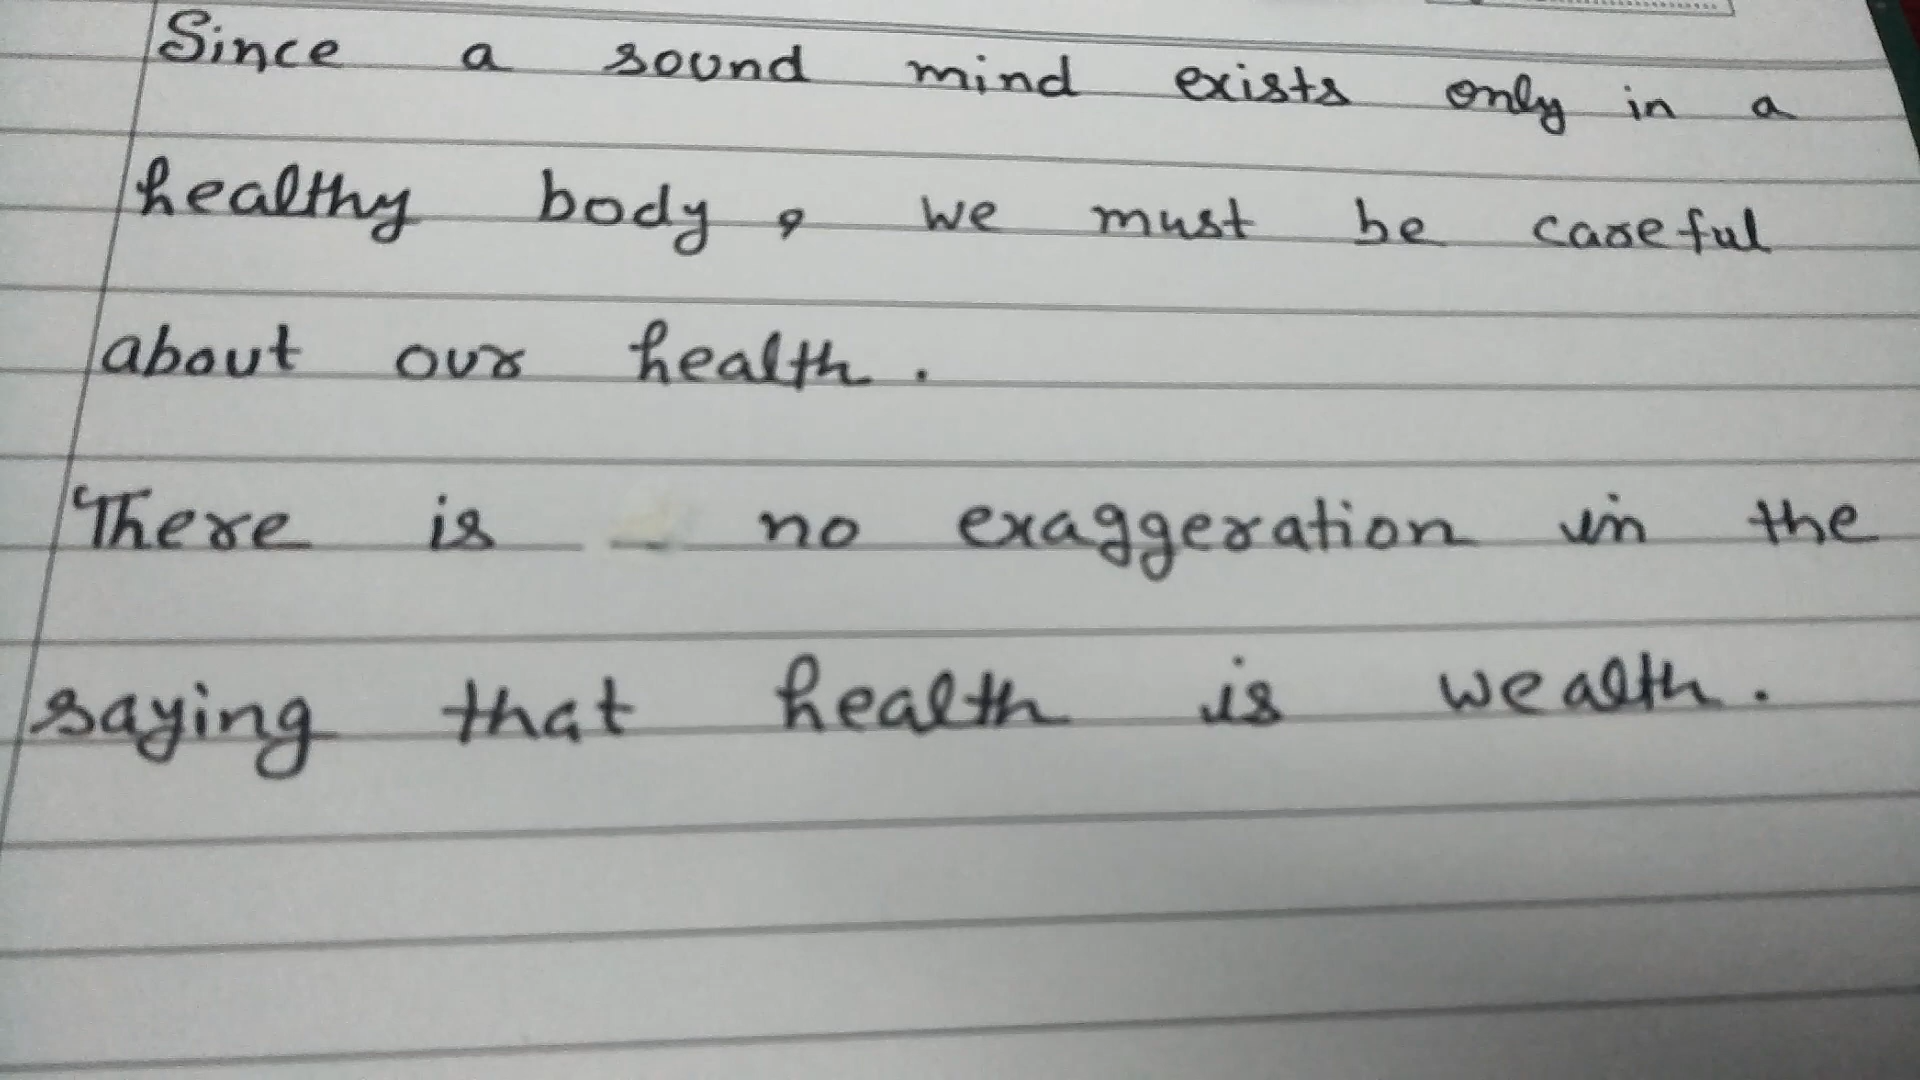 Since a sound mind exists only in a
healthy body, we must be careful
about our health.
There is no exaggeration in the
saying that health is wealth.